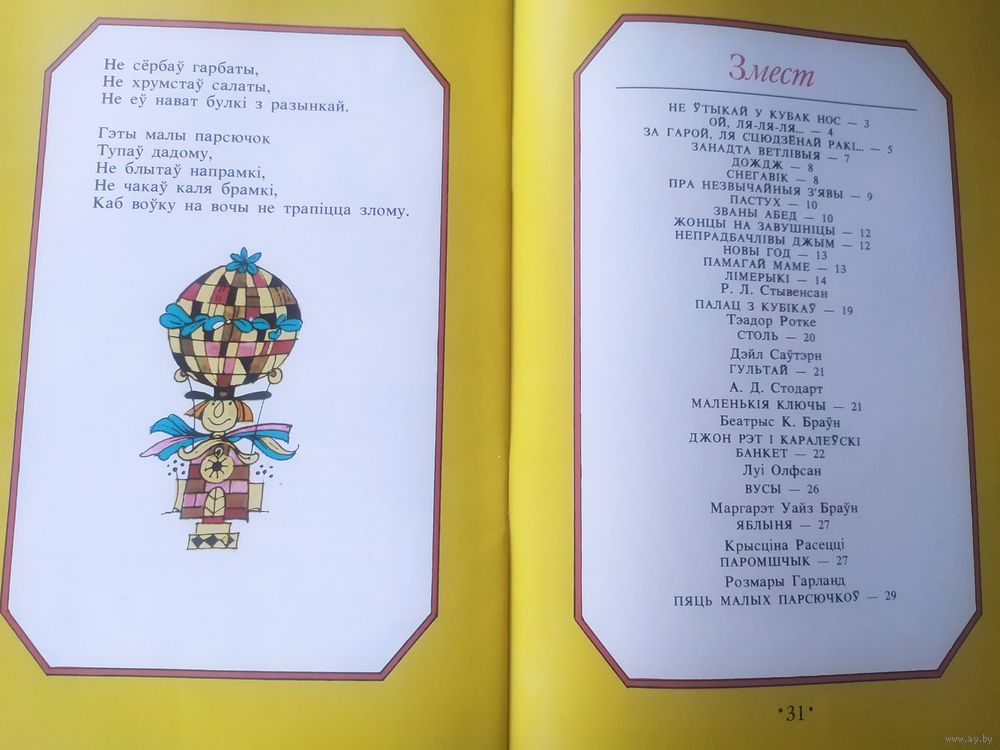 Не сёрбаў гарбаты,
Не хрумстаў салаты,
Не еў нават булкі з разынкай.
Гэты малы парсючок
Тупаў дадому,
Не блытаў напрамкі,
Не чакаў каля брамкі,
Каб воўку на вочы не трапіцца злому.
Змест
НЕ ЎТЫКАЙ У КУБАК НОС — 3
ОЙ, ЛЯ-ЛЯ-ЛЯ... — 4
ЗА ГАРОЙ, ЛЯ СЦЮДЗЁНАЙ РАКІ... — 5
ЗАНАДТА ВЕТЛІВЫЯ — 7
ДОЖДЖ — 8
СНЕГАВІК — 8
ПРА НЕЗВЫЧАЙНЫЯ З'ЯВЫ — 9
ПАСТУХ — 10
ЗВАНЫ АБЕД — 10
ЖОНЦЫ НА ЗАВУШНІЦЫ — 12
НЕПРАДБАЧЛІВЫ ДЖЫМ — 12
НОВЫ ГОД — 13
ПАМАГАЙ МАМЕ — 13
ЛІМЕРЫКІ — 14
Р. Л. Стывенсан
ПАЛАЦ З КУБІКАЎ — 19
Тэадор Ротке
СТОЛЬ — 20
Дэйл Саўтэрн
ГУЛЬТАЙ — 21
А. Д. Стодарт
МАЛЕНЬКІЯ КЛЮЧЫ — 21
Беатрыс К. Браўн
ДЖОН РЭТ І КАРАЛЕЎСКІ
БАНКЕТ — 22
Луі Олфсан
ВУСЫ — 26
Маргарэт Уайз Браўн
ЯБЛЫНЯ — 27
Крысціна Расецці
ПАРОМШЧЫК — 27
Розмары Гарланд
ПЯЦЬ МАЛЫХ ПАРСЮЧКОЎ — 29
•31•
www.ay.by